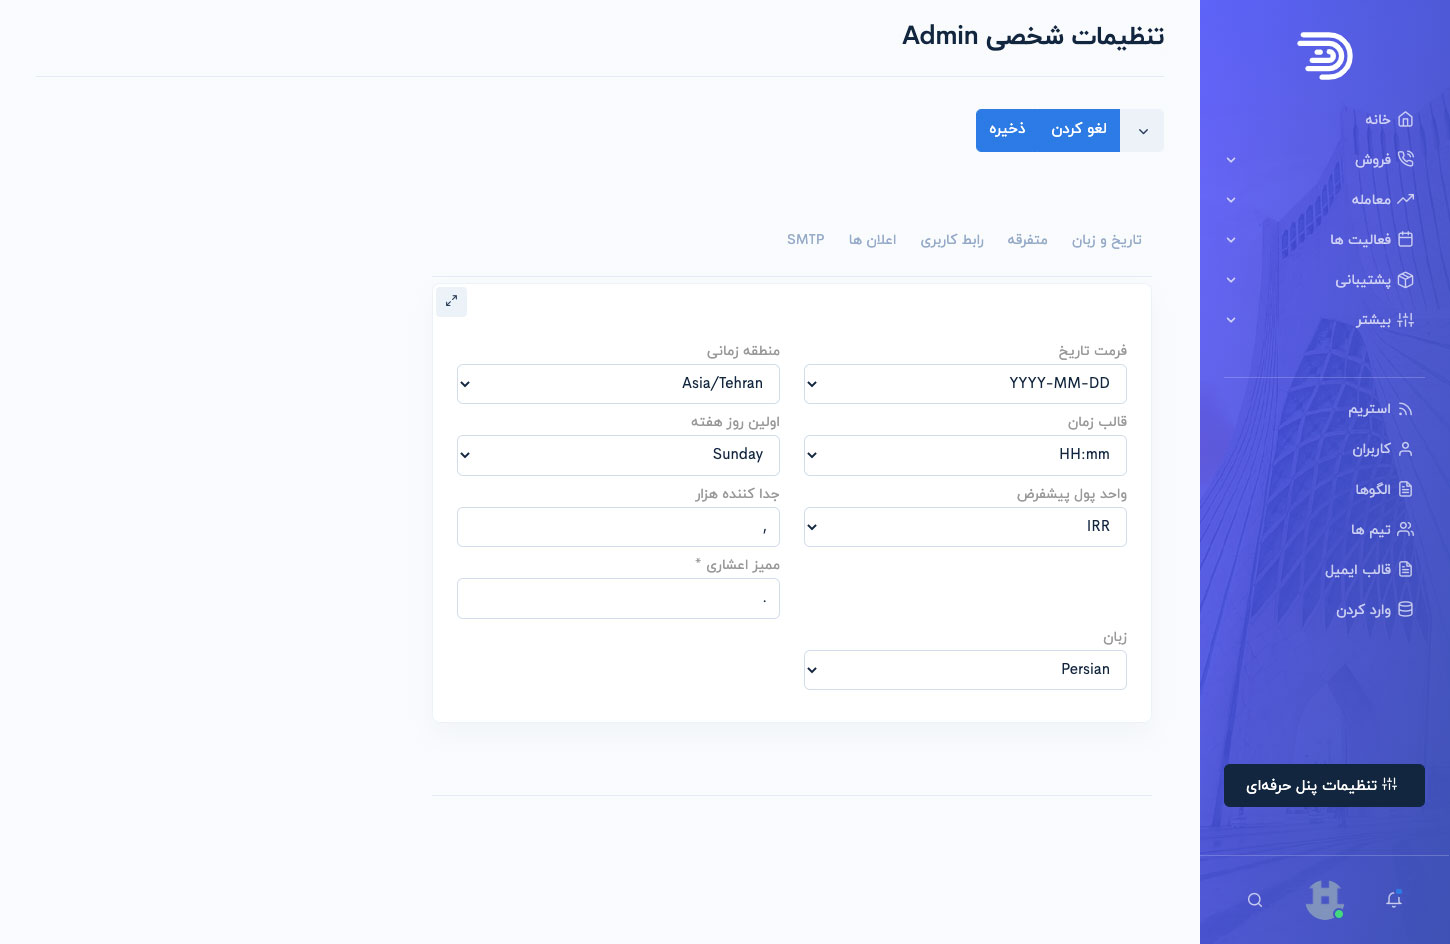 خانه
فروش
معامله
فعالیت ها
پشتیبانی
بیشتر
استریم
کاربران
الگوها
تیم ها
قالب ایمیل
وارد کردن
تنظیمات پنل حرفه‌ای
تنظیمات شخصی Admin
لغو کردن ذخیره
تاریخ و زبان متفرقه رابط کاربری اعلان ها SMTP
فرمت تاریخ منطقه زمانی
YYYY-MM-DD Asia/Tehran
قالب زمان اولین روز هفته
HH:mm Sunday
واحد پول پیشفرض جدا کننده هزار
IRR ,
ممیز اعشاری *
.
زبان
Persian